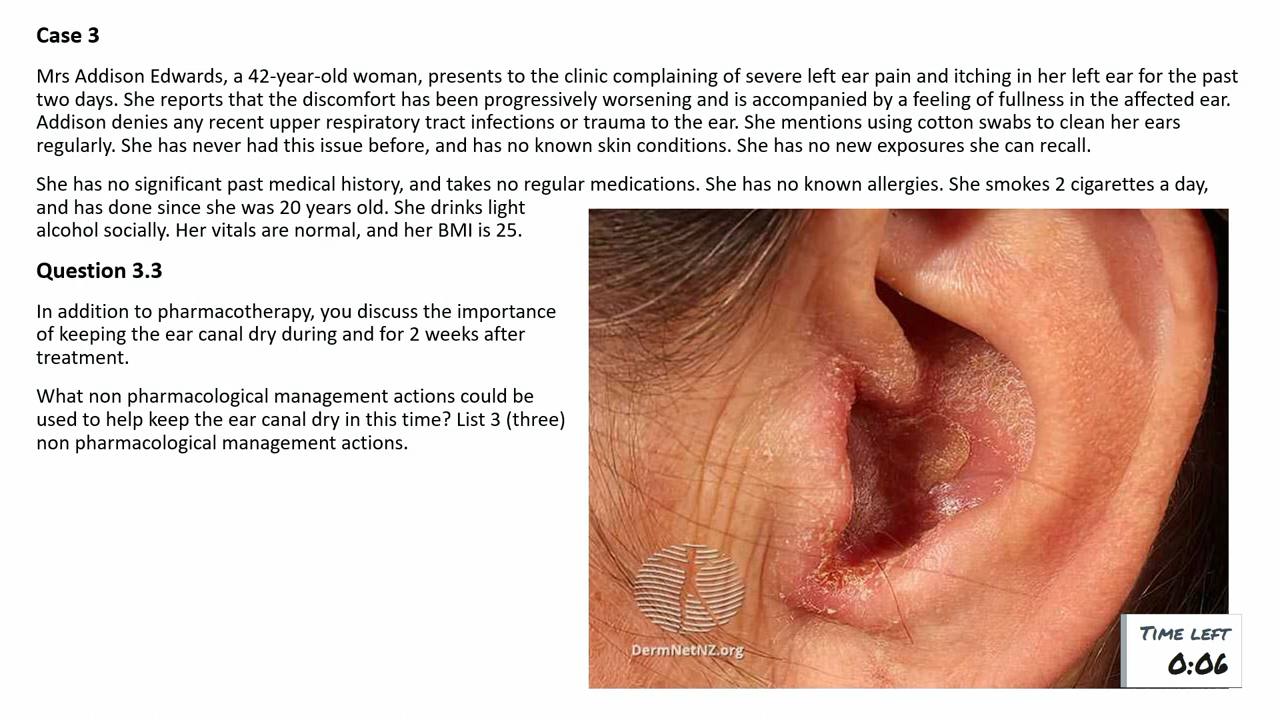 Case 3
Mrs Addison Edwards, a 42-year-old woman, presents to the clinic complaining of severe left ear pain and itching in her left ear for the past
two days. She reports that the discomfort has been progressively worsening and is accompanied by a feeling of fullness in the affected ear.
Addison denies any recent upper respiratory tract infections or trauma to the ear. She mentions using cotton swabs to clean her ears
regularly. She has never had this issue before, and has no known skin conditions. She has no new exposures she can recall.
She has no significant past medical history, and takes no regular medications. She has no known allergies. She smokes 2 cigarettes a day,
and has done since she was 20 years old. She drinks light
alcohol socially. Her vitals are normal, and her BMI is 25.
Question 3.3
In addition to pharmacotherapy, you discuss the importance
of keeping the ear canal dry during and for 2 weeks after
treatment.
What non pharmacological management actions could be
used to help keep the ear canal dry in this time? List 3 (three)
non pharmacological management actions.
DermNetNZ.org
TIME LEFT
0:06